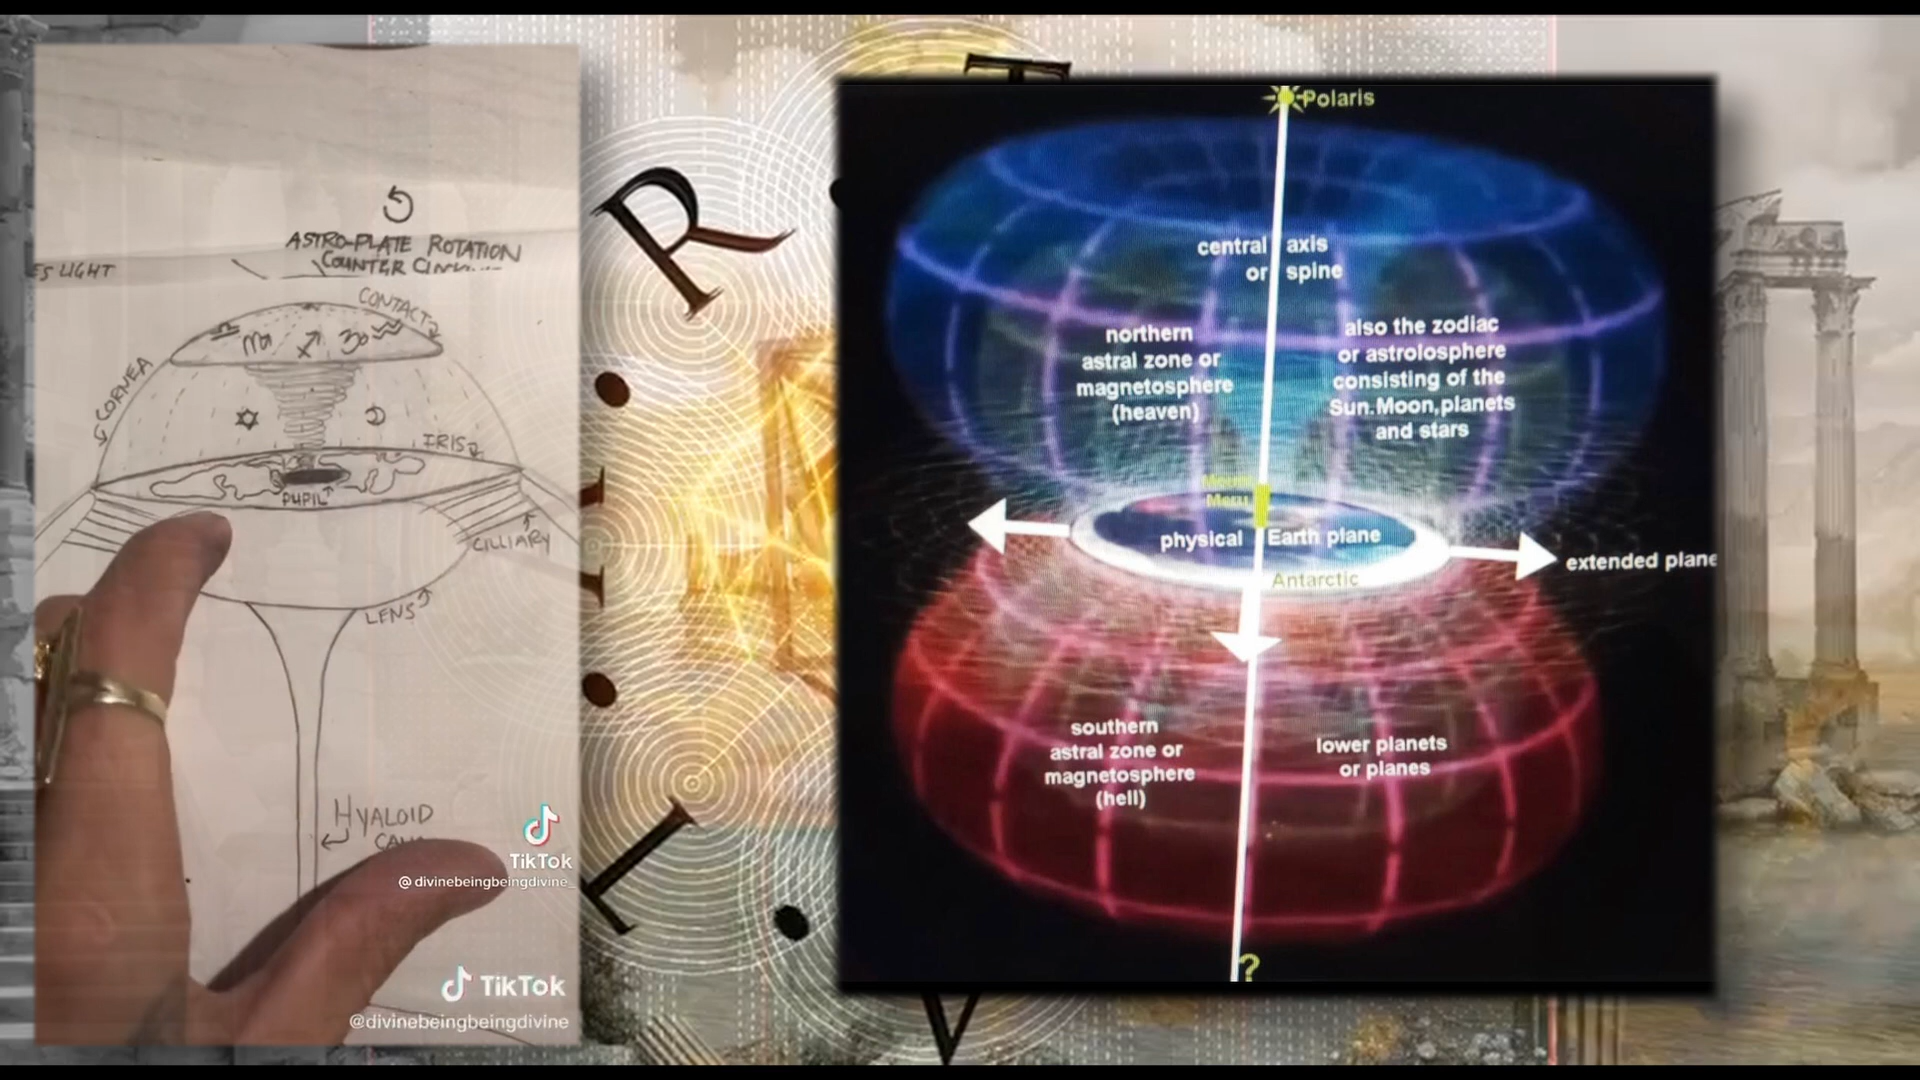 ASTRO-PLATE ROTATION
COUNTER
ES LIGHT
CONTACT
CORNEA
IRIS
PUPIL
CILLIARY
LENS
HYALOID
TikTok
@divinebeingbeingdivine_
TikTok
@divinebeingbeingdivine
R
T
V
Polaris
central axis
or spine
northern
astral zone or
magnetosphere
(heaven)
also the zodiac
or astrolosphere
consisting of the
Sun.Moon,planets
and stars
Meru
physical Earth plane
extended plane
Antarctic
southern
astral zone or
magnetosphere
(hell)
lower planets
or planes
?